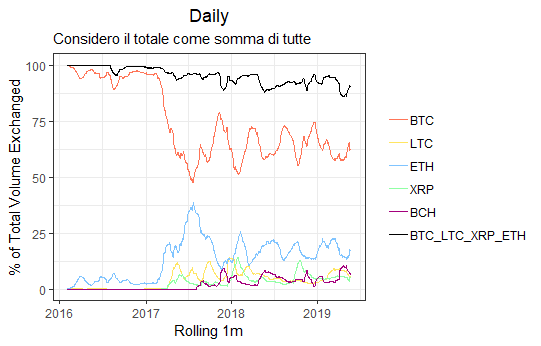 Daily
Considero il totale come somma di tutte
% of Total Volume Exchanged
100
75
50
25
0
2016 2017 2018 2019
Rolling 1m
BTC
LTC
ETH
XRP
BCH
BTC_LTC_XRP_ETH